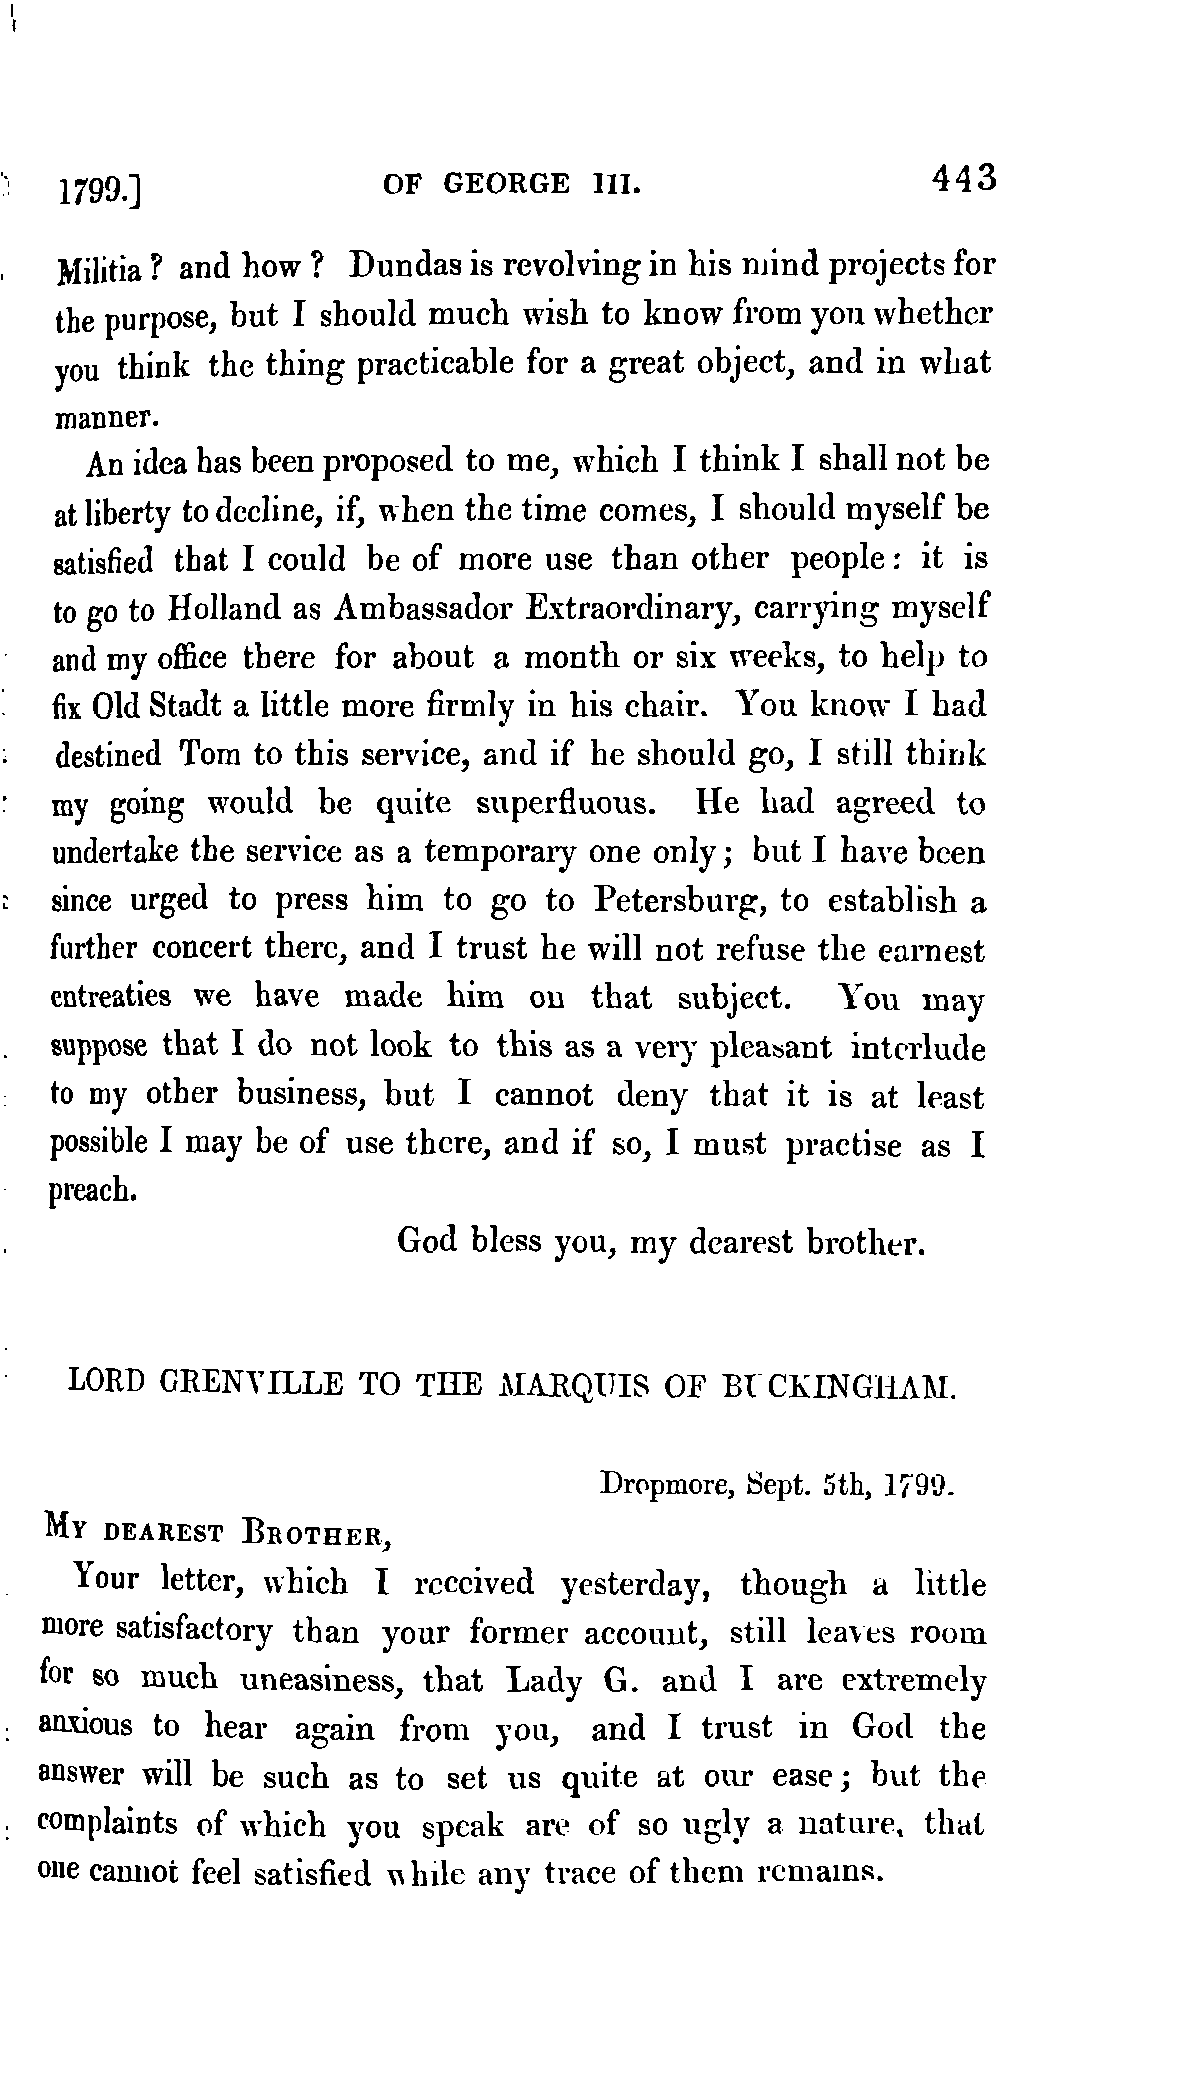 1799.] OF GEORGE III. 443
Militia? and how? Dundas is revolving in his mind projects for
the purpose, but I should much wish to know from you whether
you think the thing practicable for a great object, and in what
manner.
An idea has been proposed to me, which I think I shall not be
at liberty to decline, if, when the time comes, I should myself be
satisfied that I could be of more use than other people: it is
to go to Holland as Ambassador Extraordinary, carrying myself
and my office there for about a month or six weeks, to help to
fix Old Stadt a little more firmly in his chair. You know I had
destined Tom to this service, and if he should go, I still think
my going would be quite superfluous. He had agreed to
undertake the service as a temporary one only; but I have been
since urged to press him to go to Petersburg, to establish a
further concert there, and I trust he will not refuse the earnest
entreaties we have made him on that subject. You may
suppose that I do not look to this as a very pleasant interlude
to my other business, but I cannot deny that it is at least
possible I may be of use there, and if so, I must practise as I
preach.
God bless you, my dearest brother.
LORD GRENVILLE TO THE MARQUIS OF BUCKINGHAM.
Dropmore, Sept. 5th, 1799.
MY DEAREST BROTHER,
Your letter, which I received yesterday, though a little
more satisfactory than your former account, still leaves room
for so much uneasiness, that Lady G. and I are extremely
anxious to hear again from you, and I trust in God the
answer will be such as to set us quite at our ease; but the
complaints of which you speak are of so ugly a nature, that
one cannot feel satisfied while any trace of them remains.